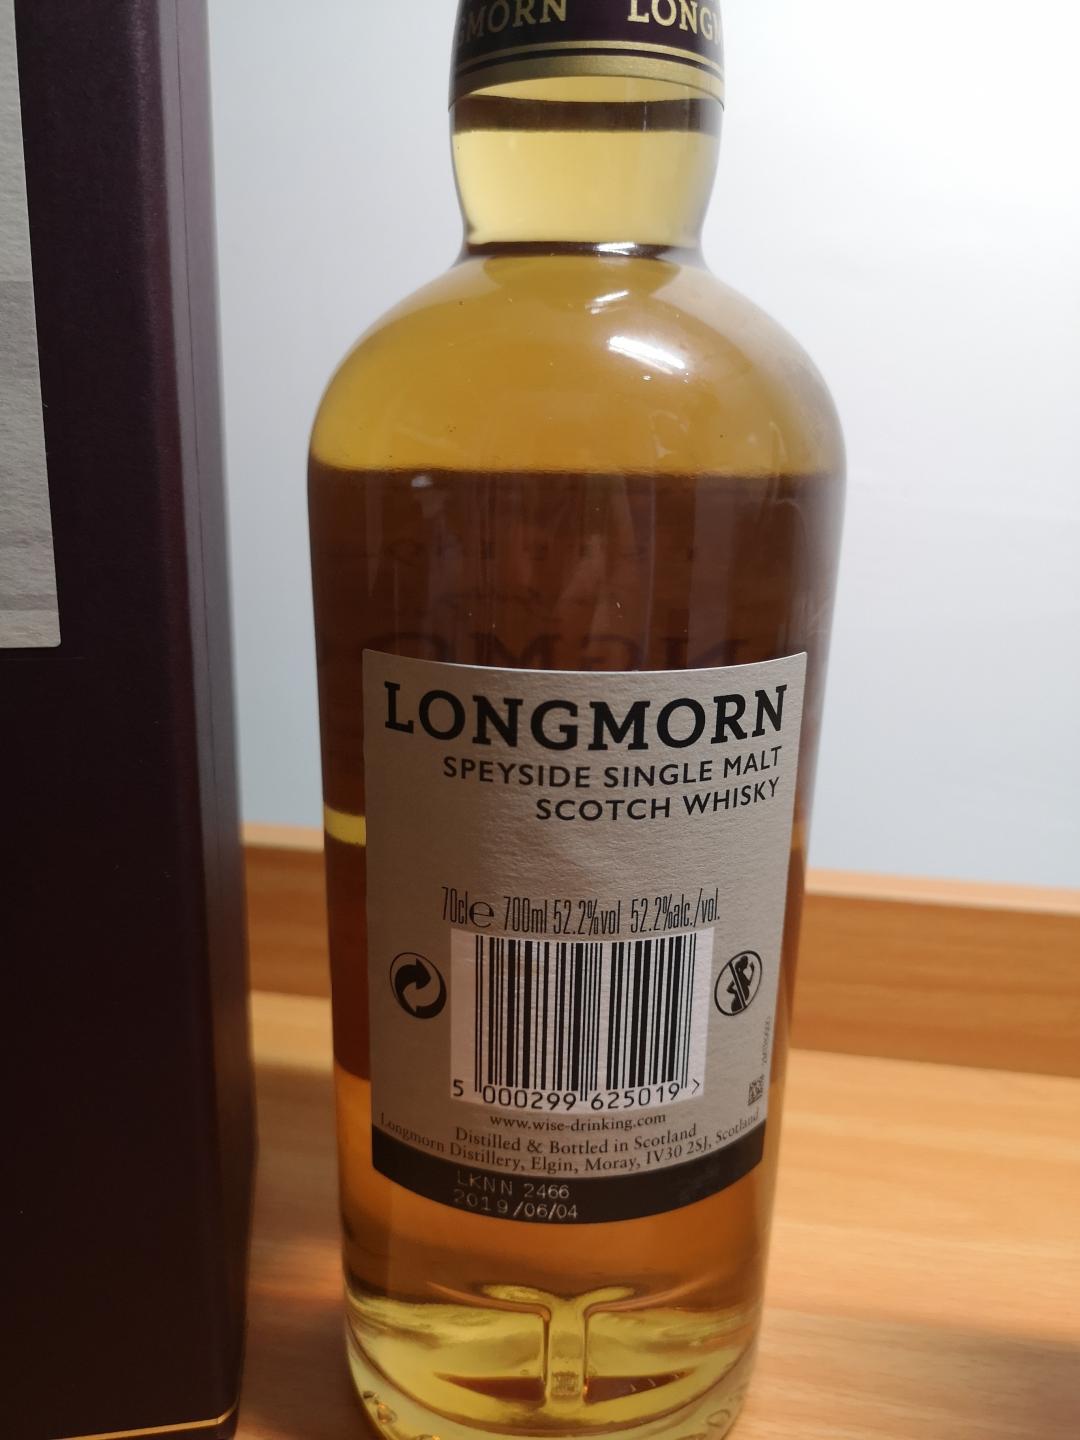 LONGMORN LONGM
LONGMORN
SPEYSIDE SINGLE MALT
SCOTCH WHISKY
70cl℮ 700ml 52.2%vol 52.2%alc./vol.
5 000299 625019 >
www.wise-drinking.com
Distilled & Bottled in Scotland
Longmorn Distillery, Elgin, Moray, IV30 2SJ, Scotland
LKNN 2466
2019/06/04